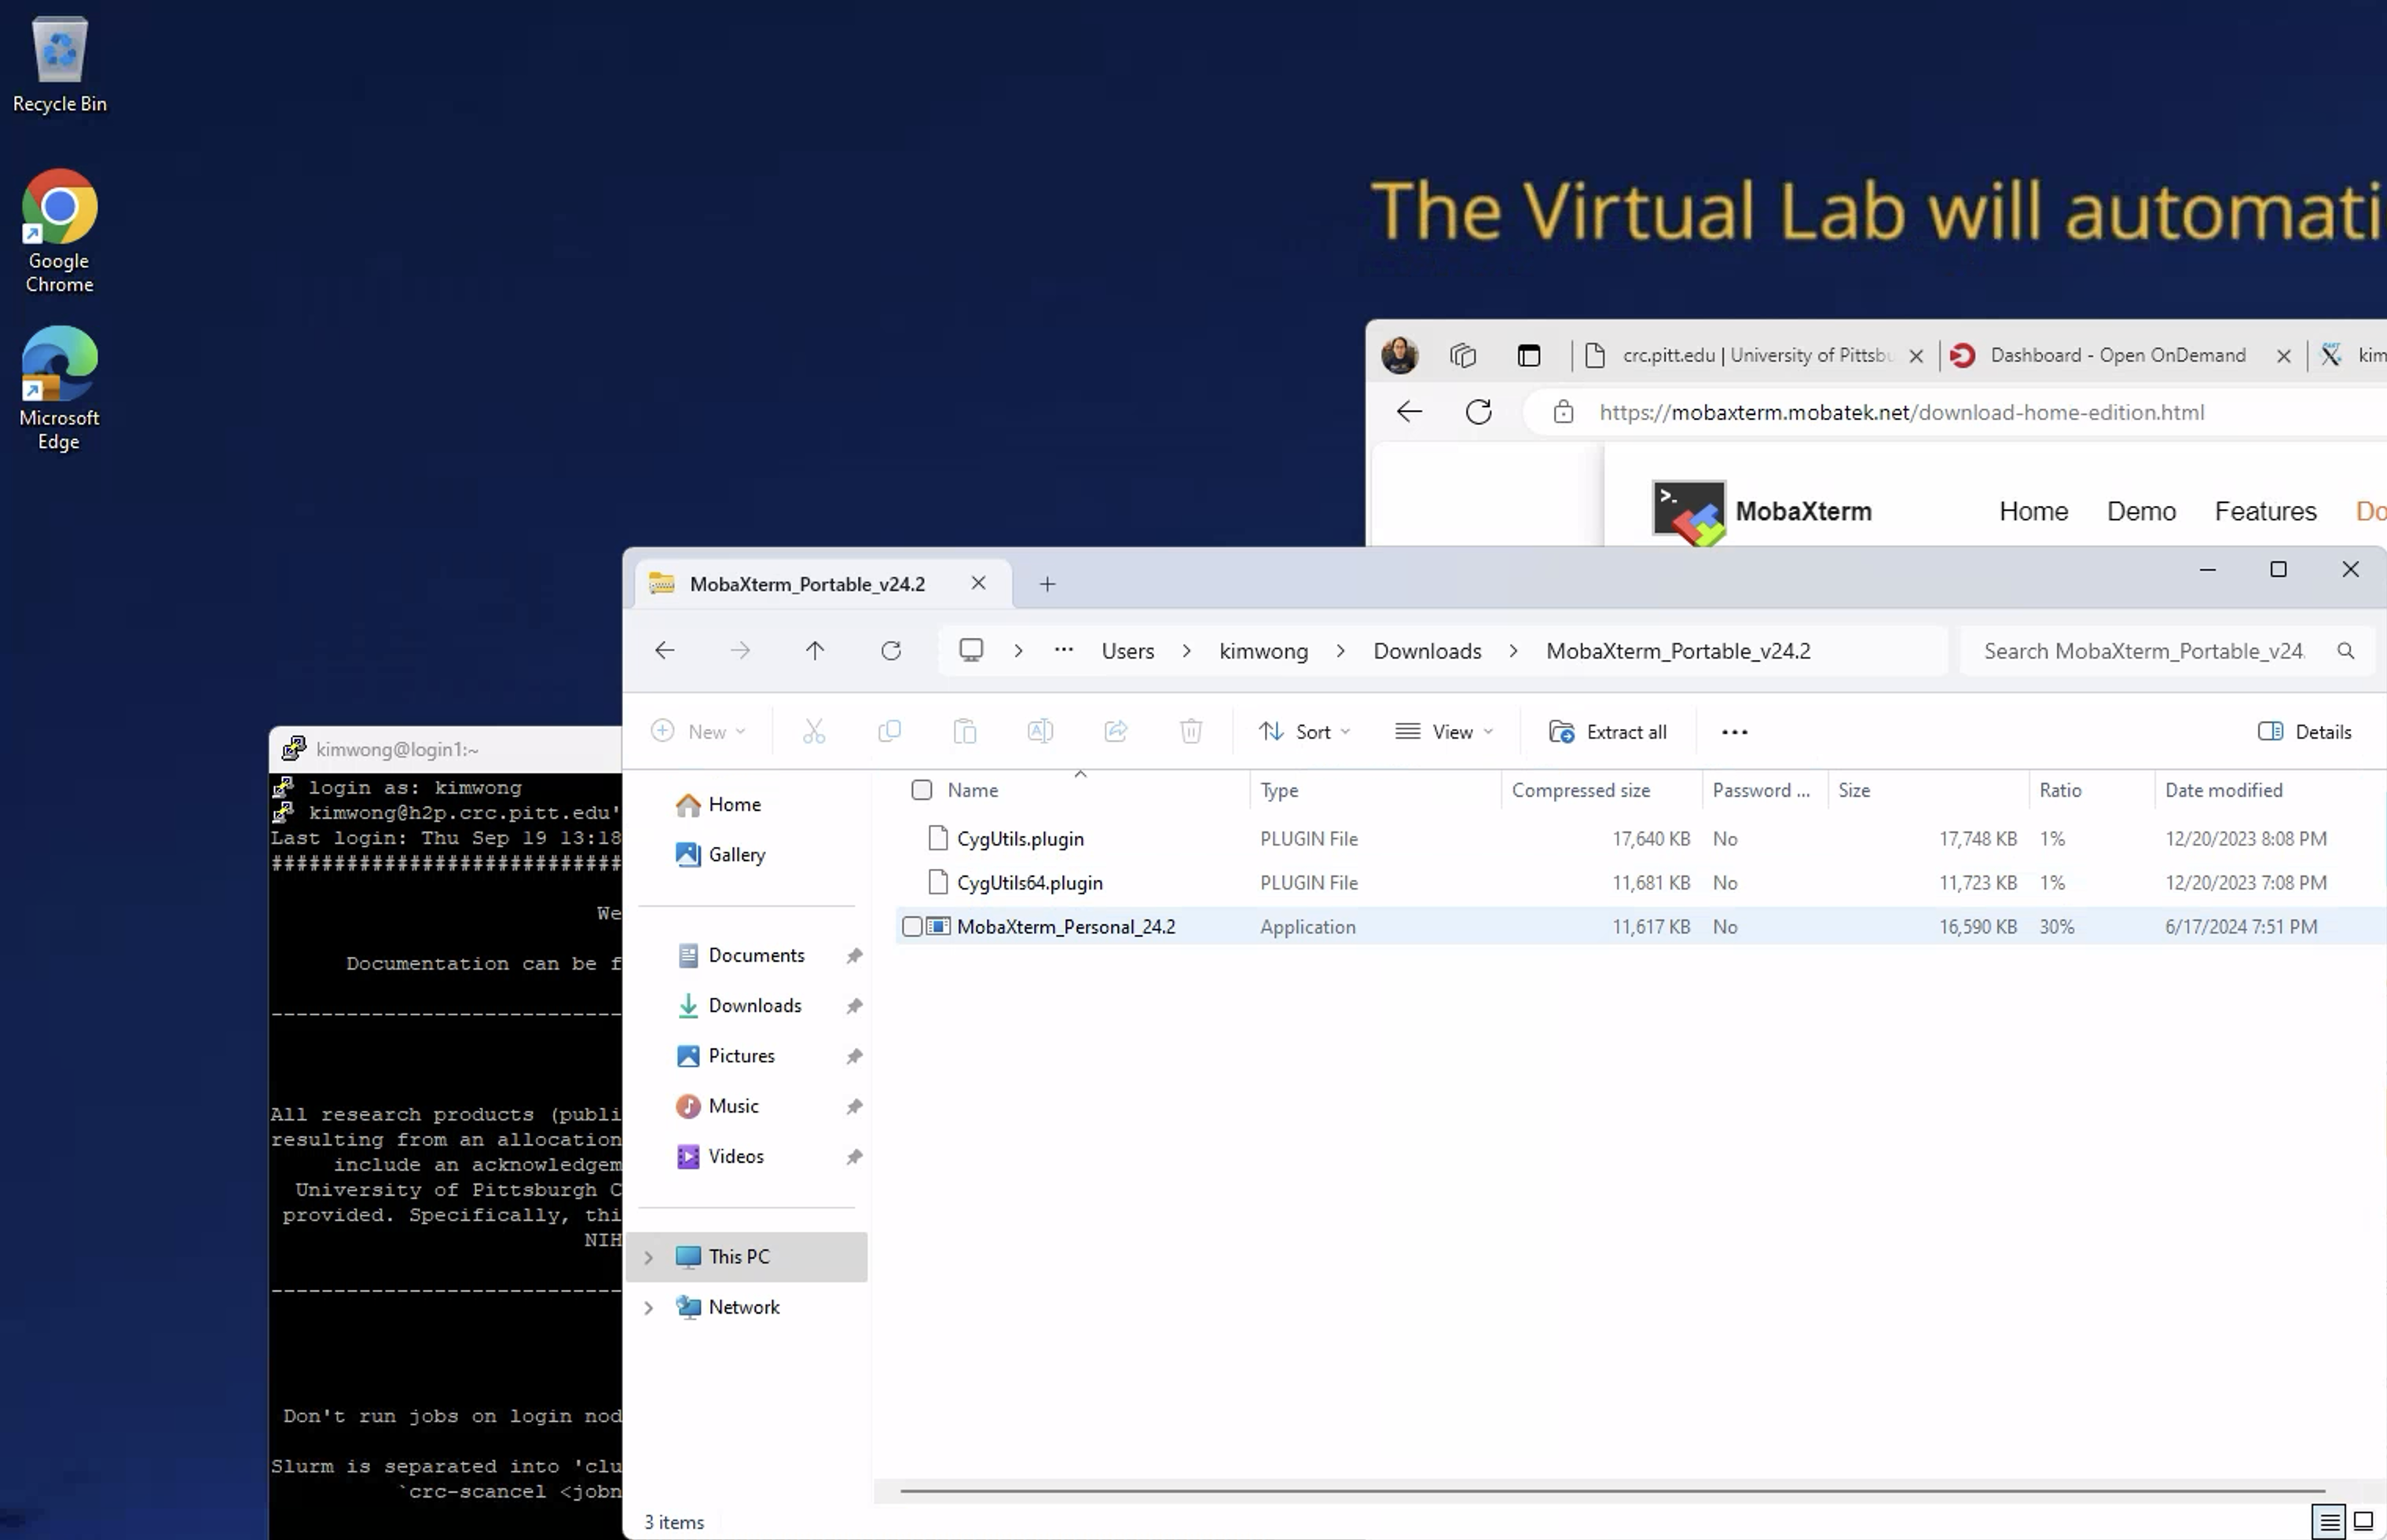 Recycle Bin
Google
Chrome
Microsoft
Edge
The Virtual Lab will automati
crc.pitt.edu | University of Pittsbu
Dashboard - Open OnDemand
kim
https://mobaxterm.mobatek.net/download-home-edition.html
MobaXterm
Home Demo Features Do
MobaXterm_Portable_v24.2
Users > kimwong > Downloads > MobaXterm_Portable_v24.2
Search MobaXterm_Portable_v24.
New Sort View Extract all ... Details
Name Type Compressed size Password ... Size Ratio Date modified
CygUtils.plugin PLUGIN File 17,640 KB No 17,748 KB 1% 12/20/2023 8:08 PM
CygUtils64.plugin PLUGIN File 11,681 KB No 11,723 KB 1% 12/20/2023 7:08 PM
MobaXterm_Personal_24.2 Application 11,617 KB No 16,590 KB 30% 6/17/2024 7:51 PM
Home
Gallery
Documents
Downloads
Pictures
Music
Videos
This PC
Network
3 items
kimwong@login1:~
login as: kimwong
kimwong@h2p.crc.pitt.edu'
Last login: Thu Sep 19 13:18
############################
We
Documentation can be f
----------------------------
All research products (publi
resulting from an allocation
include an acknowledgem
University of Pittsburgh C
provided. Specifically, thi
NIH
----------------------------
Don't run jobs on login nod
Slurm is separated into 'clu
`crc-scancel <jobn